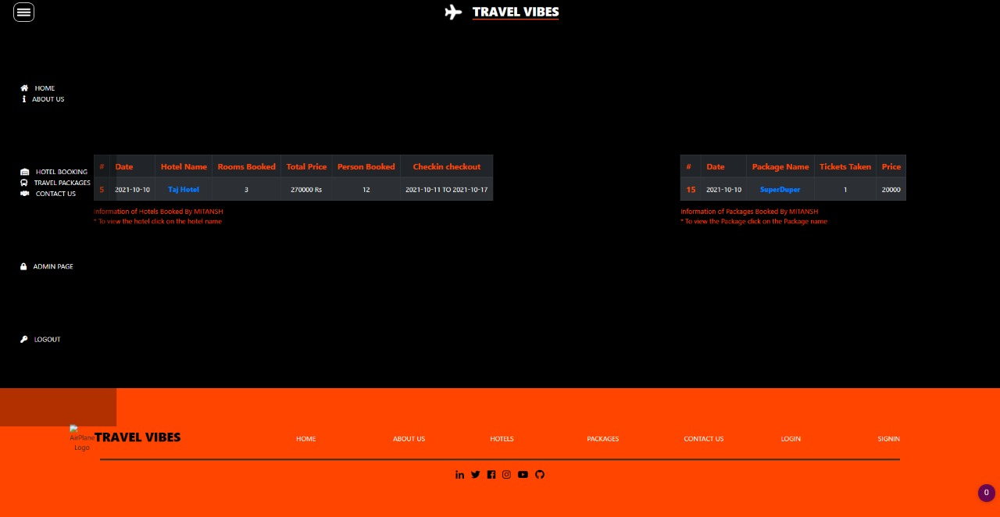 TRAVEL VIBES
HOME
ABOUT US
HOTEL BOOKING
TRAVEL PACKAGES
CONTACT US
ADMIN PAGE
LOGOUT
# Date Hotel Name Rooms Booked Total Price Person Booked Checkin checkout
5 2021-10-10 Taj Hotel 3 270000 Rs 12 2021-10-11 TO 2021-10-17
Information of Hotels Booked By MITANSH
* To view the hotel click on the hotel name
# Date Package Name Tickets Taken Price
15 2021-10-10 SuperDuper 1 20000
Information of Packages Booked By MITANSH
* To view the Package click on the Package name
AirPlane
Logo
TRAVEL VIBES
HOME ABOUT US HOTELS PACKAGES CONTACT US LOGIN SIGNIN
0